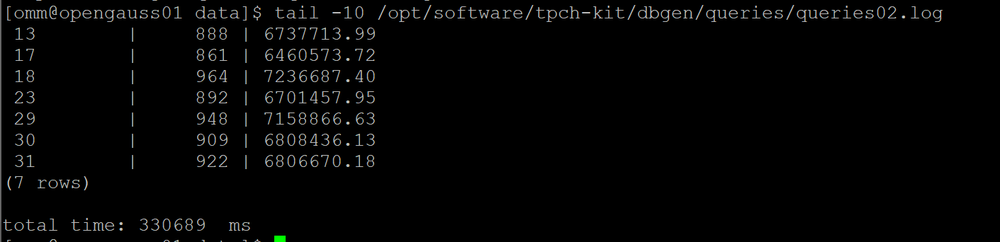 [omm@opengauss01 data]$ tail -10 /opt/software/tpch-kit/dbgen/queries/queries02.log
 13         |     888 | 6737713.99
 17         |     861 | 6460573.72
 18         |     964 | 7236687.40
 23         |     892 | 6701457.95
 29         |     948 | 7158866.63
 30         |     909 | 6808436.13
 31         |     922 | 6806670.18
(7 rows)
total time: 330689  ms